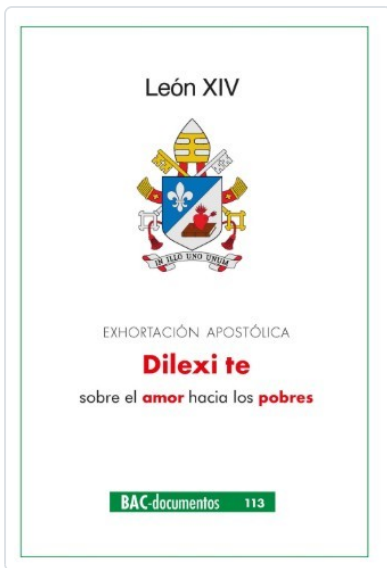 León XIV
IN ILLO UNO UNUM
EXHORTACIÓN APOSTÓLICA
Dilexi te
sobre el amor hacia los pobres
BAC-documentos 113